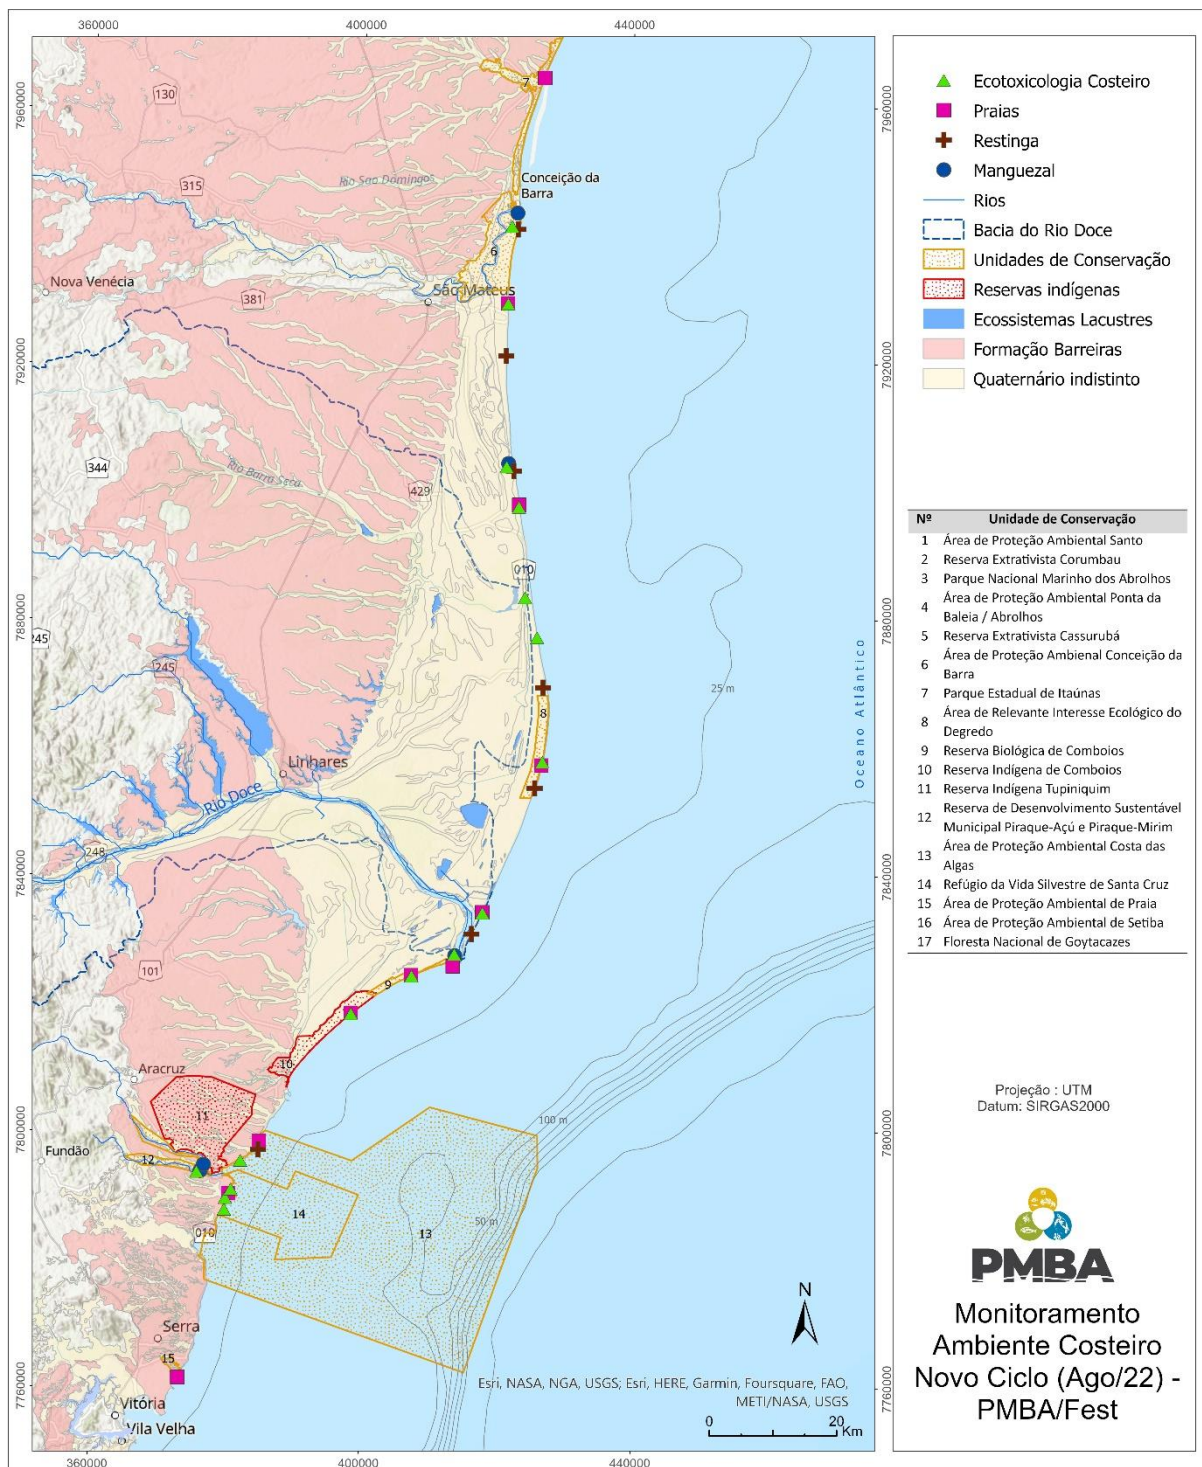 360000
400000
440000
7960000
7960000
130
7
315
Rio São Domingo
Conceição da
Barra
6
Nova Venécia
381
São Mateus
7920000
7920000
344
Rio Barra Seca
429
010
7880000
7880000
245
245
25 m
Oceano Atlântico
8
Linhares
Rio Doce
248
7840000
7840000
101
9
10
Aracruz
11
100 m
7800000
7800000
Fundão
12
14
13
50 m
010
N
Serra
15
7760000
7760000
Vitória
Vila Velha
Esri, NASA, NGA, USGS; Esri, HERE, Garmin, Foursquare, FAO,
METI/NASA, USGS
0 20
Km
360000
400000
440000
Ecotoxicologia Costeiro
Praias
Restinga
Manguezal
Rios
Bacia do Rio Doce
Unidades de Conservação
Reservas indígenas
Ecossistemas Lacustres
Formação Barreiras
Quaternário indistinto
Nº Unidade de Conservação
1 Área de Proteção Ambiental Santo
2 Reserva Extrativista Corumbau
3 Parque Nacional Marinho dos Abrolhos
4 Área de Proteção Ambiental Ponta da
Baleia / Abrolhos
5 Reserva Extrativista Cassurubá
6 Área de Proteção Ambienal Conceição da
Barra
7 Parque Estadual de Itaúnas
8 Área de Relevante Interesse Ecológico do
Degredo
9 Reserva Biológica de Comboios
10 Reserva Indígena de Comboios
11 Reserva Indígena Tupiniquim
12 Reserva de Desenvolvimento Sustentável
Municipal Piraque-Açú e Piraque-Mirim
13 Área de Proteção Ambiental Costa das
Algas
14 Refúgio da Vida Silvestre de Santa Cruz
15 Área de Proteção Ambiental de Praia
16 Área de Proteção Ambiental de Setiba
17 Floresta Nacional de Goytacazes
Projeção : UTM
Datum: SIRGAS2000
PMBA
Monitoramento
Ambiente Costeiro
Novo Ciclo (Ago/22) -
PMBA/Fest